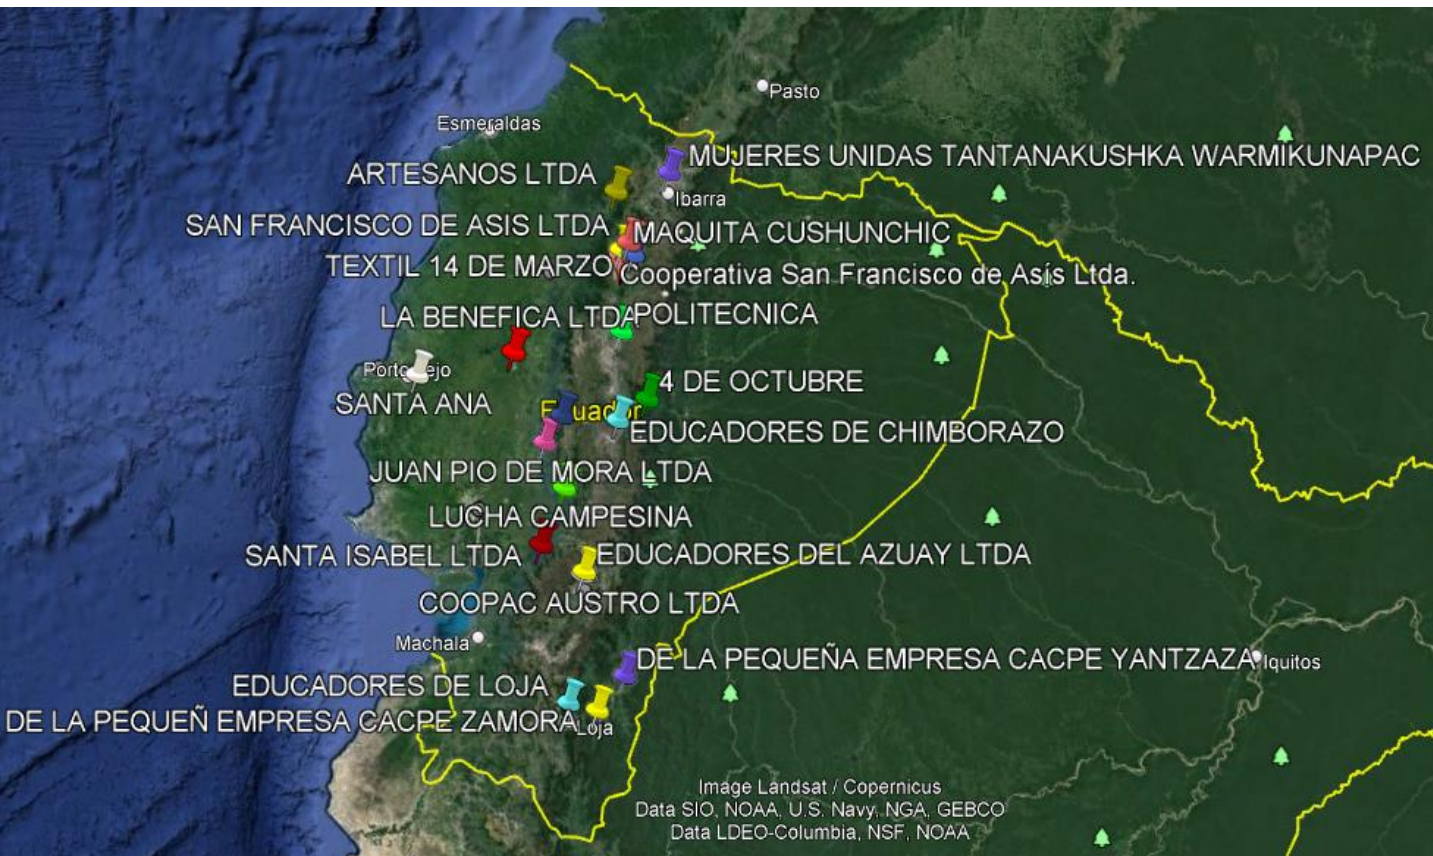 Pasto
Esmeraldas
MUJERES UNIDAS TANTANAKUSHKA WARMIKUNAPAC
ARTESANOS LTDA
Ibarra
SAN FRANCISCO DE ASIS LTDA
MAQUITA CUSHUNCHIC
TEXTIL 14 DE MARZO
Cooperativa San Francisco de Asís Ltda.
LA BENEFICA LTDA
POLITECNICA
Portoviejo
4 DE OCTUBRE
SANTA ANA
Ecuador
EDUCADORES DE CHIMBORAZO
JUAN PIO DE MORA LTDA
LUCHA CAMPESINA
SANTA ISABEL LTDA
EDUCADORES DEL AZUAY LTDA
COOPAC AUSTRO LTDA
Machala
DE LA PEQUEÑA EMPRESA CACPE YANTZAZA
Iquitos
EDUCADORES DE LOJA
DE LA PEQUEÑ EMPRESA CACPE ZAMORA
Loja
Image Landsat / Copernicus
Data SIO, NOAA, U.S. Navy, NGA, GEBCO
Data LDEO-Columbia, NSF, NOAA